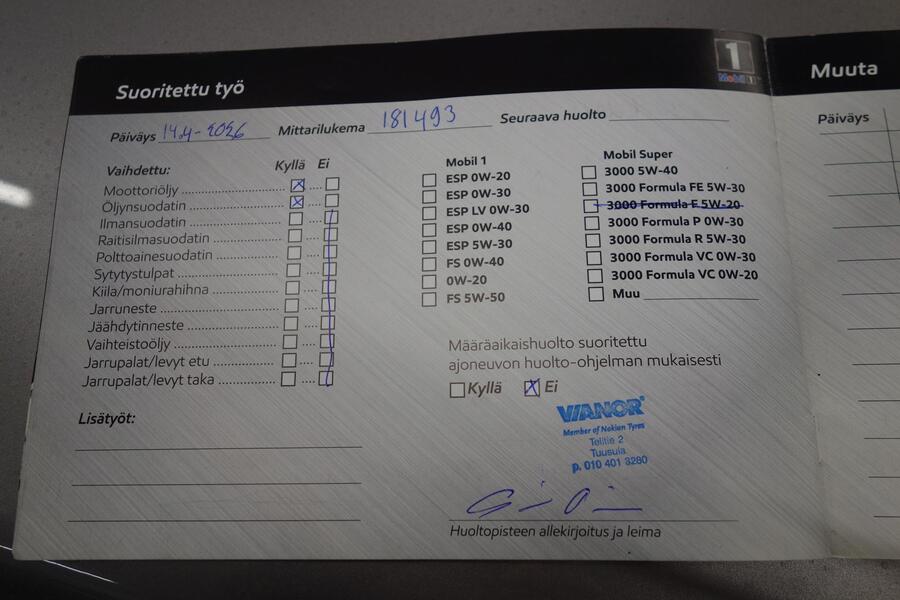 1
Mobil 1
Suoritettu työ
Päiväys 14.4-2026 Mittarilukema 181493 Seuraava huolto
Vaihdettu: Kyllä Ei
Moottoriöljy
Öljynsuodatin
Ilmansuodatin
Raitisilmasuodatin
Polttoainesuodatin
Sytytystulpat
Kiila/moniurahihna
Jarruneste
Jäähdytinneste
Vaihteistoöljy
Jarrupalat/levyt etu
Jarrupalat/levyt taka
Lisätyöt:
Mobil 1
ESP 0W-20
ESP 0W-30
ESP LV 0W-30
ESP 0W-40
ESP 5W-30
FS 0W-40
0W-20
FS 5W-50
Mobil Super
3000 5W-40
3000 Formula FE 5W-30
3000 Formula F 5W-20
3000 Formula P 0W-30
3000 Formula R 5W-30
3000 Formula VC 0W-30
3000 Formula VC 0W-20
Muu
Määräaikaishuolto suoritettu
ajoneuvon huolto-ohjelman mukaisesti
Kyllä Ei
VIANOR
Member of Nokian Tyres
Telitie 2
Tuusula
p. 010 401 3280
Huoltopisteen allekirjoitus ja leima
Muuta
Päiväys